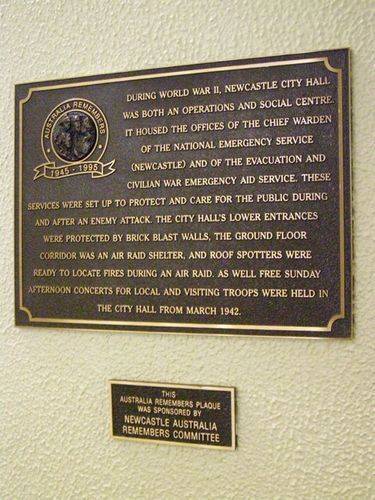 AUSTRALIA REMEMBERS
1945 - 1995
DURING WORLD WAR II, NEWCASTLE CITY HALL
WAS BOTH AN OPERATIONS AND SOCIAL CENTRE.
IT HOUSED THE OFFICES OF THE CHIEF WARDEN
OF THE NATIONAL EMERGENCY SERVICE
(NEWCASTLE) AND OF THE EVACUATION AND
CIVILIAN WAR EMERGENCY AID SERVICE. THESE
SERVICES WERE SET UP TO PROTECT AND CARE FOR THE PUBLIC DURING
AND AFTER AN ENEMY ATTACK. THE CITY HALL'S LOWER ENTRANCES
WERE PROTECTED BY BRICK BLAST WALLS, THE GROUND FLOOR
CORRIDOR WAS AN AIR RAID SHELTER, AND ROOF SPOTTERS WERE
READY TO LOCATE FIRES DURING AN AIR RAID. AS WELL FREE SUNDAY
AFTERNOON CONCERTS FOR LOCAL AND VISITING TROOPS WERE HELD IN
THE CITY HALL FROM MARCH 1942.
THIS
AUSTRALIA REMEMBERS PLAQUE
WAS SPONSORED BY
NEWCASTLE AUSTRALIA
REMEMBERS COMMITTEE